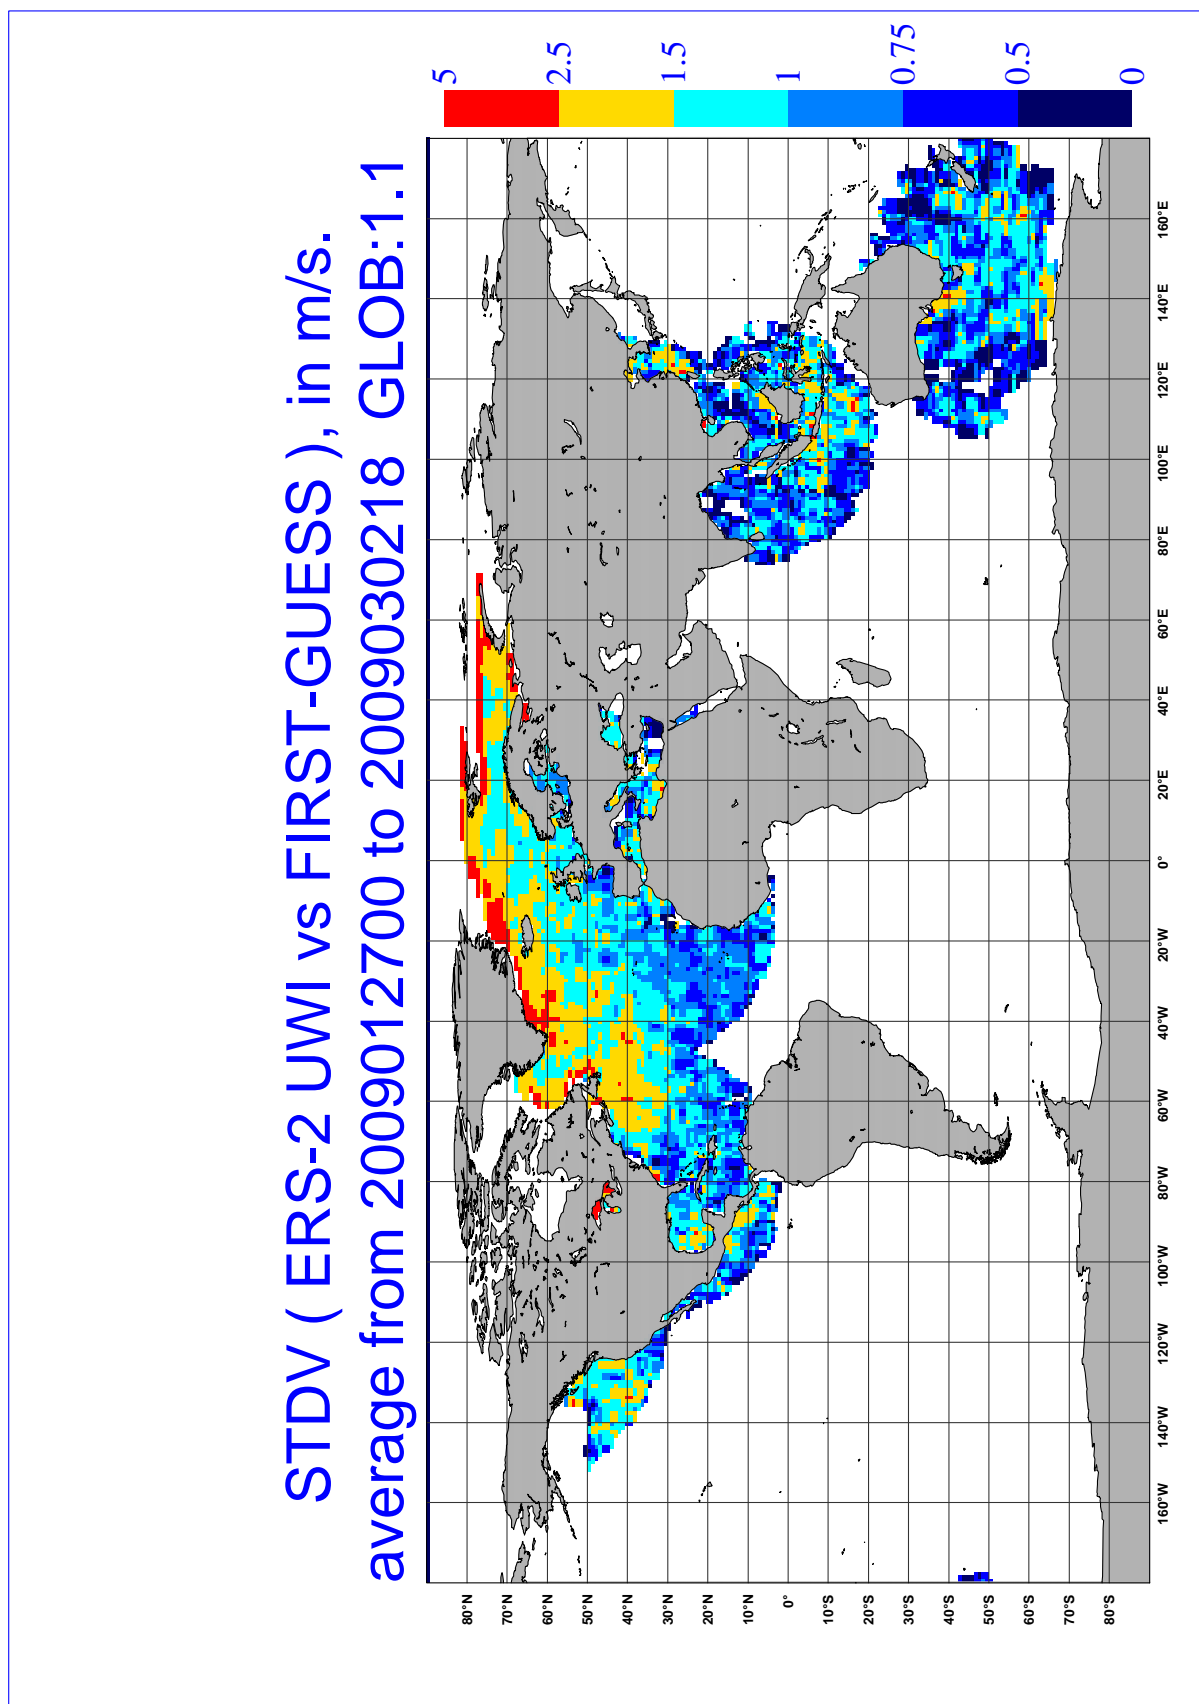 STDV ( ERS-2 UWI vs FIRST-GUESS ), in m/s.
average from 2009012700 to 2009030218 GLOB:1.1
0 0.5 0.75 1 1.5 2.5 5
80°N
70°N
60°N
50°N
40°N
30°N
20°N
10°N
0°
10°S
20°S
30°S
40°S
50°S
60°S
70°S
80°S
160°W 140°W 120°W 100°W 80°W 60°W 40°W 20°W 0° 20°E 40°E 60°E 80°E 100°E 120°E 140°E 160°E